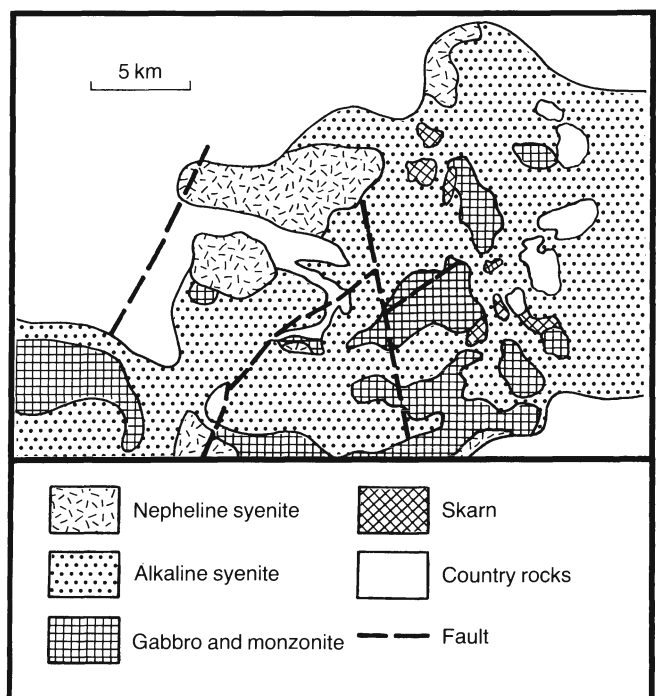 5 km
Nepheline syenite
Skarn
Alkaline syenite
Country rocks
Gabbro and monzonite
Fault